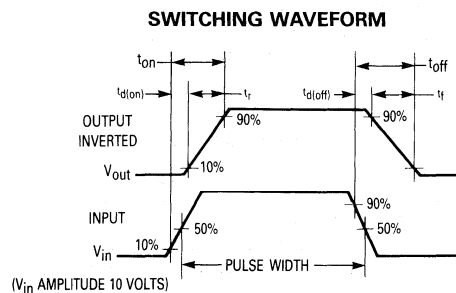 SWITCHING WAVEFORM
ton
toff
td(on)
tr
td(off)
tf
OUTPUT
INVERTED
90%
90%
Vout
10%
INPUT
90%
50%
50%
Vin
10%
PULSE WIDTH
(Vin AMPLITUDE 10 VOLTS)